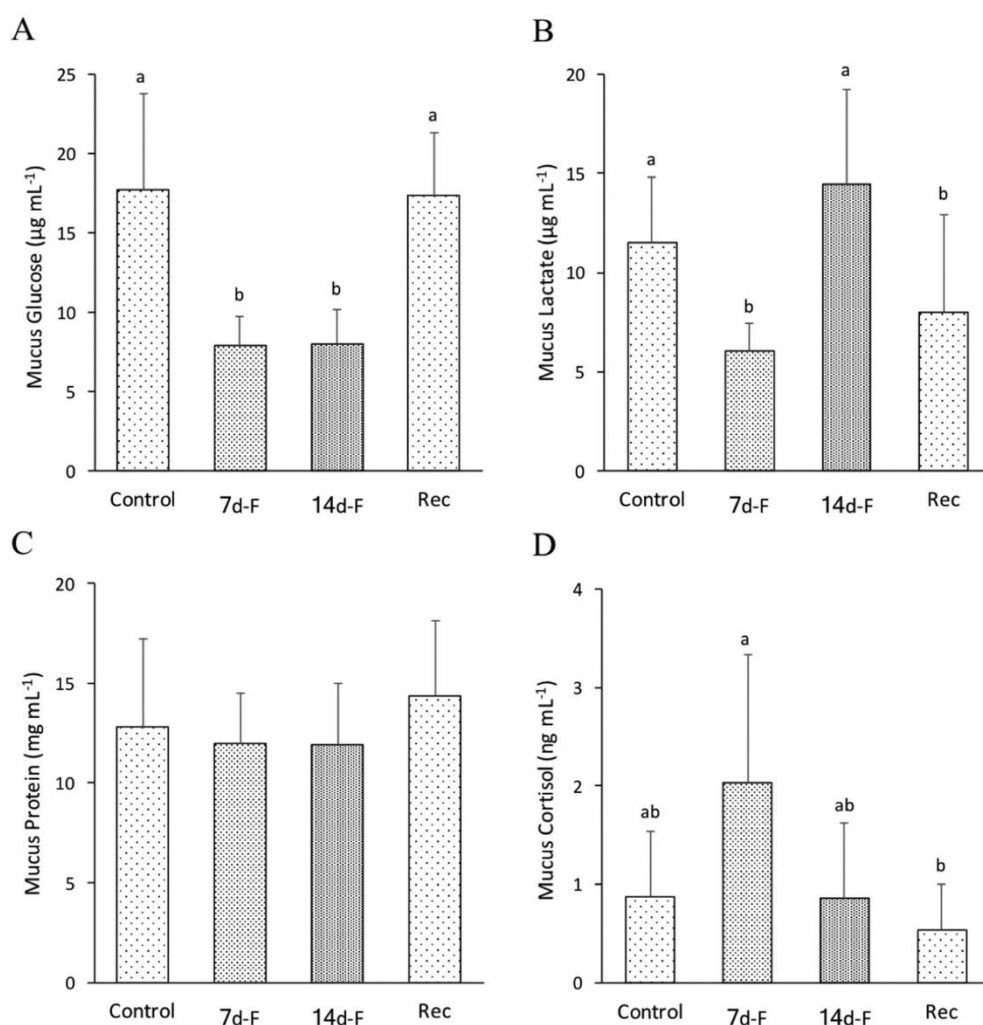 A
Mucus Glucose (µg mL⁻¹)
25
20
15
10
5
0
a
b
b
a
Control 7d-F 14d-F Rec
B
Mucus Lactate (µg mL⁻¹)
20
15
10
5
0
a
b
a
b
Control 7d-F 14d-F Rec
C
Mucus Protein (mg mL⁻¹)
20
15
10
5
0
Control 7d-F 14d-F Rec
D
Mucus Cortisol (ng mL⁻¹)
4
3
2
1
0
ab
a
ab
b
Control 7d-F 14d-F Rec